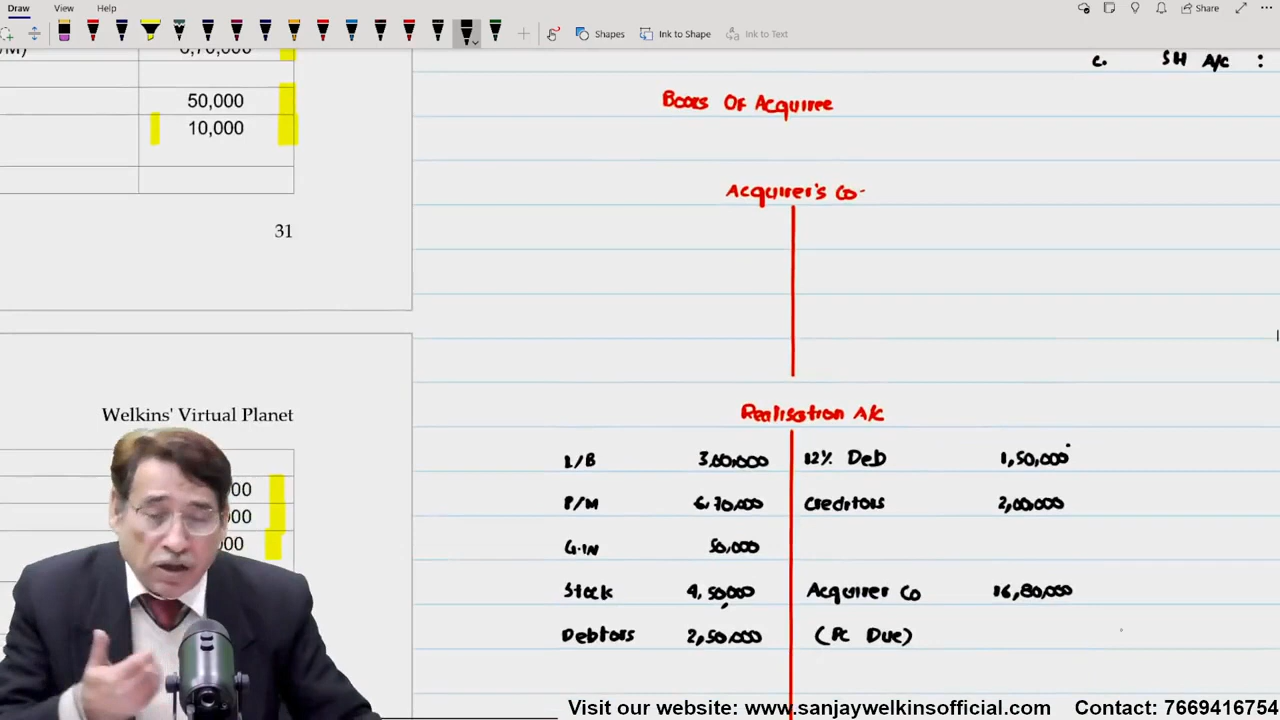 Draw View Help
Share
Shapes Ink to Shape Ink to Text
50,000
10,000
31
Welkins' Virtual Planet
C. SH A/c :
Books Of Acquiree
Acquirer's Co-
Realisation A/c
L/B 3,00,000 12% Deb 1,50,000
P/M 6,70,000 Creditors 2,00,000
G.IN 50,000
Stock 4,50,000 Acquirer Co 16,80,000
Debtors 2,50,000 (PC Due)
Visit our website: www.sanjaywelkinsofficial.com Contact: 7669416754